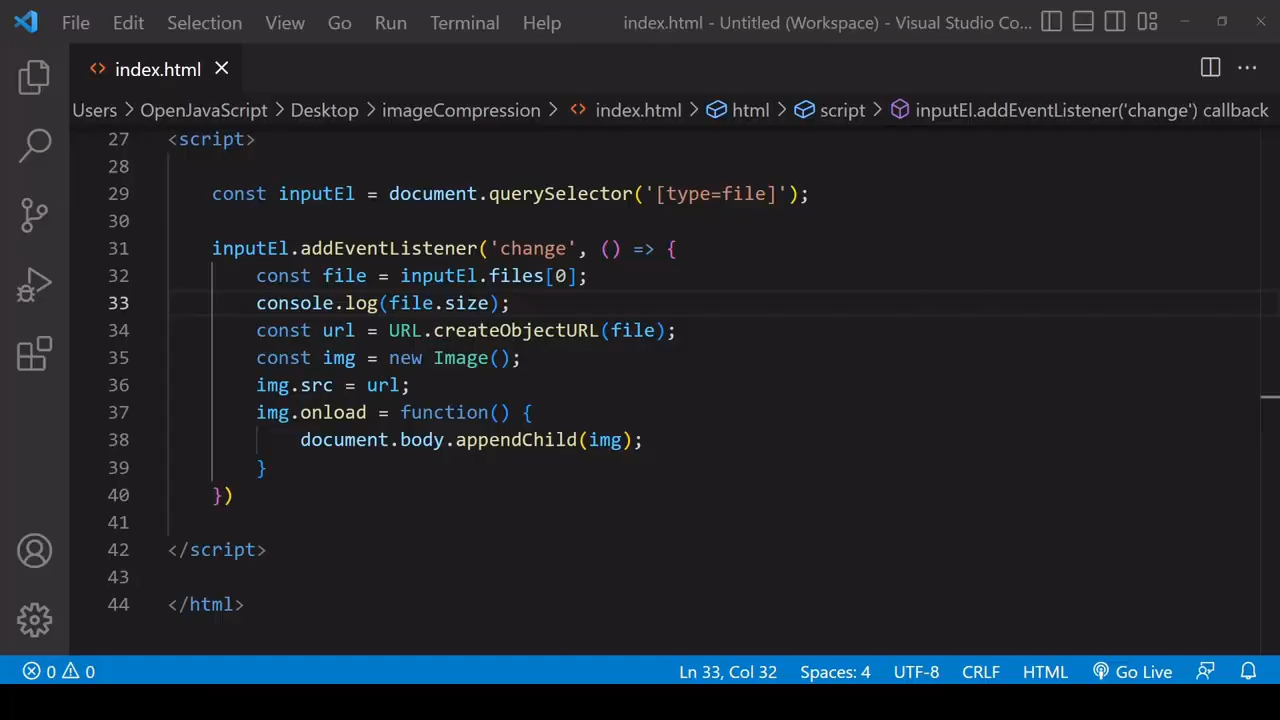 File Edit Selection View Go Run Terminal Help index.html - Untitled (Workspace) - Visual Studio Co...
index.html
Users > OpenJavaScript > Desktop > imageCompression > index.html > html > script > inputEl.addEventListener('change') callback
27 <script>
28
29 const inputEl = document.querySelector('[type=file]');
30
31 inputEl.addEventListener('change', () => {
32 const file = inputEl.files[0];
33 console.log(file.size);
34 const url = URL.createObjectURL(file);
35 const img = new Image();
36 img.src = url;
37 img.onload = function() {
38 document.body.appendChild(img);
39 }
40 })
41
42 </script>
43
44 </html>
0 0 Ln 33, Col 32 Spaces: 4 UTF-8 CRLF HTML Go Live